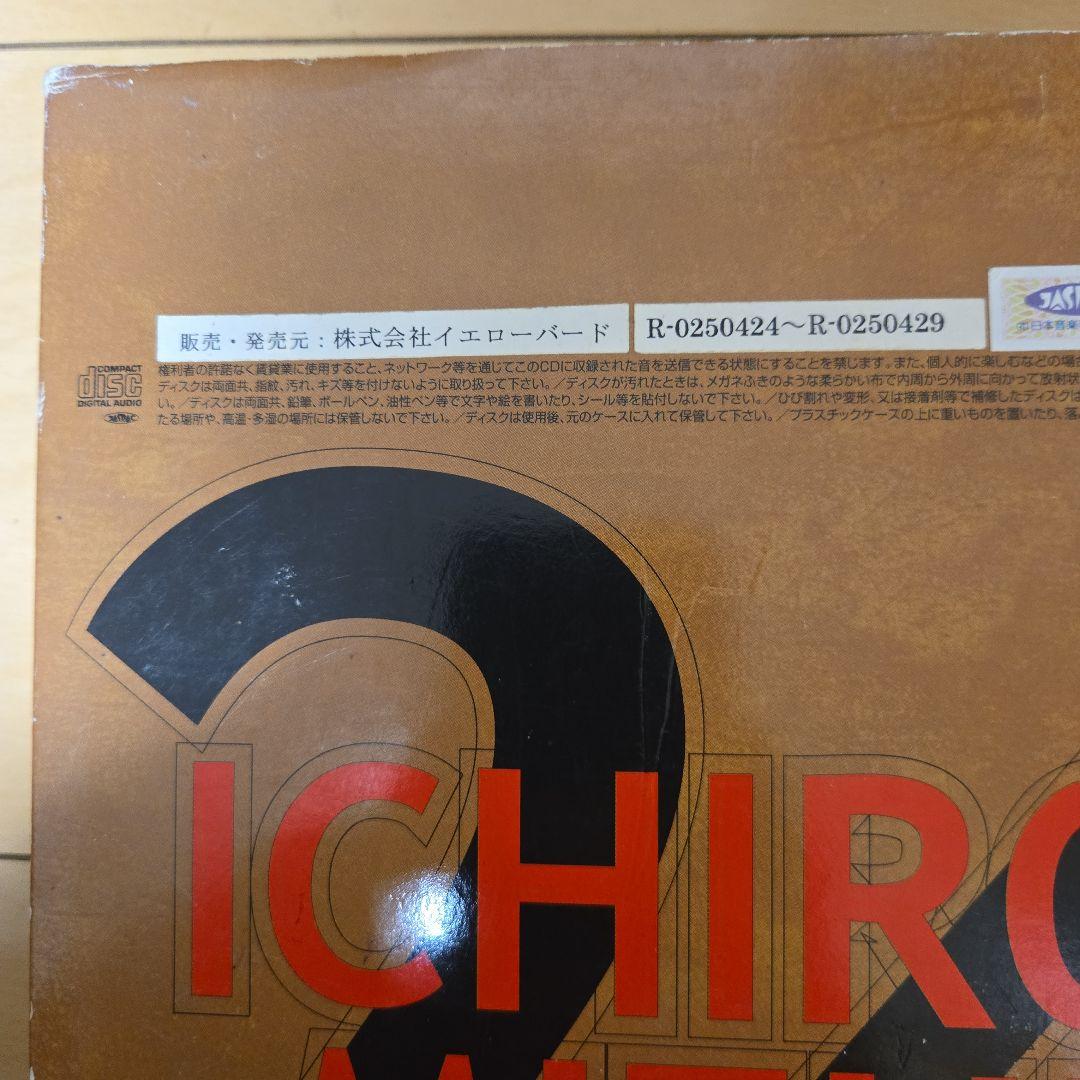 販売・発売元：株式会社イエローバード
R-0250424～R-0250429
JAS
日本音楽
COMPACT
disc
DIGITAL AUDIO
権利者の許諾なく賃貸業に使用すること、ネットワーク等を通じてこのCDに収録された音を送信できる状態にすることを禁じます。また、個人的に楽しむなどの場合
ディスクは両面共、指紋、汚れ、キズ等を付けないように取り扱って下さい。／ディスクが汚れたときは、メガネふきのような柔らかい布で内周から外周に向かって放射状
い。／ディスクは両面共、鉛筆、ボールペン、油性ペン等で文字や絵を書いたり、シール等を貼付しないで下さい。／ひび割れや変形、又は接着剤等で補修したディスクは
たる場所や、高温・多湿の場所には保管しないで下さい。／ディスクは使用後、元のケースに入れて保管して下さい。／プラスチックケースの上に重いものを置いたり、落
2
ICHIRO